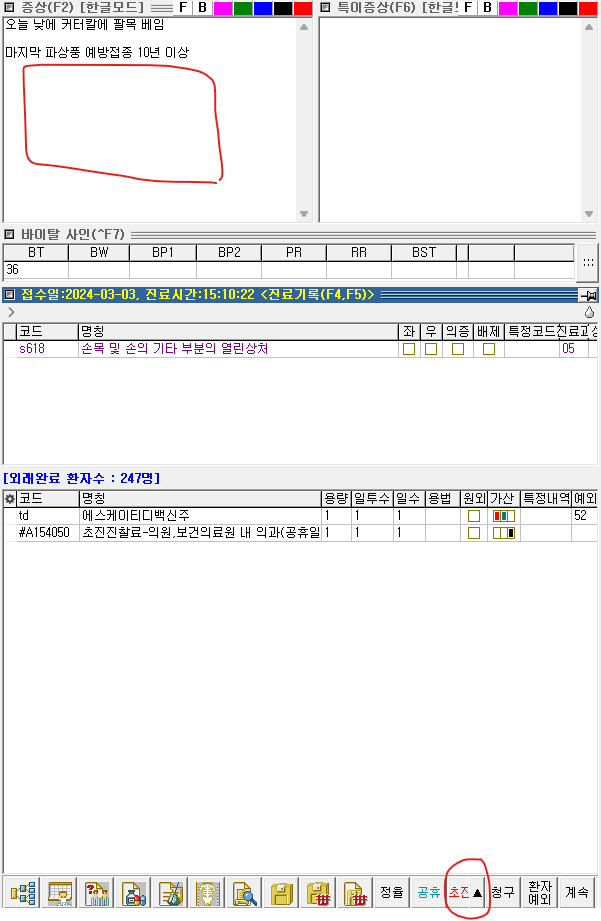 증상(F2) [한글모드] F B
특이증상(F6) [한글! F B
오늘 낮에 커터칼에 팔목 베임
마지막 파상풍 예방접종 10년 이상
바이탈 사인(^F7)
BT BW BP1 BP2 PR RR BST
36
접수일:2024-03-03, 진료시간:15:10:22 <진료기록(F4,F5)>
코드 명칭 좌 우 의증 배제 특정코드 진료과
s618 손목 및 손의 기타 부분의 열린상처 05
[외래완료 환자수 : 247명]
코드 명칭 용량 일투수 일수 용법 원외 가산 특정내역 예외
td 에스케이티디백신주 1 1 1 52
#A154050 초진진찰료-의원,보건의료원 내 의과(공휴일 1 1 1
정율 공휴 초진 ▲ 청구 환자예외 계속